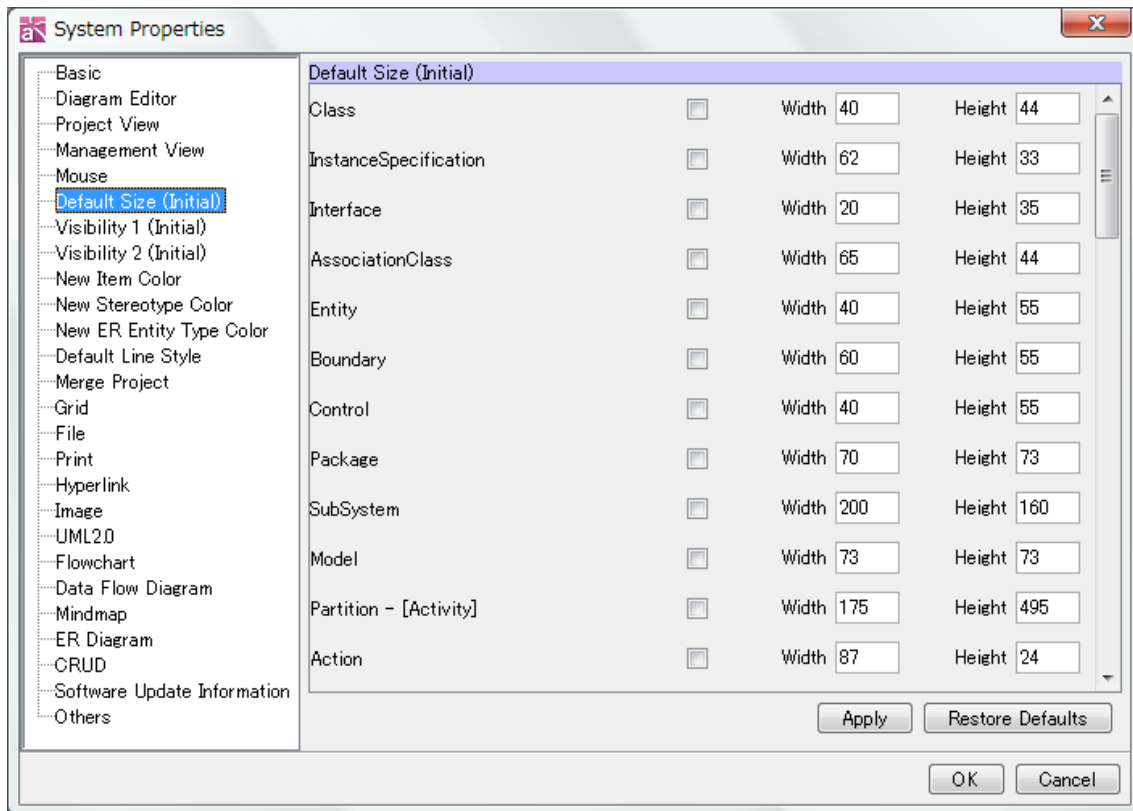 System Properties
Basic
Diagram Editor
Project View
Management View
Mouse
Default Size (Initial)
Visibility 1 (Initial)
Visibility 2 (Initial)
New Item Color
New Stereotype Color
New ER Entity Type Color
Default Line Style
Merge Project
Grid
File
Print
Hyperlink
Image
UML2.0
Flowchart
Data Flow Diagram
Mindmap
ER Diagram
CRUD
Software Update Information
Others
Default Size (Initial)
Class Width 40 Height 44
InstanceSpecification Width 62 Height 33
Interface Width 20 Height 35
AssociationClass Width 65 Height 44
Entity Width 40 Height 55
Boundary Width 60 Height 55
Control Width 40 Height 55
Package Width 70 Height 73
SubSystem Width 200 Height 160
Model Width 73 Height 73
Partition - [Activity] Width 175 Height 495
Action Width 87 Height 24
Apply Restore Defaults
OK Cancel